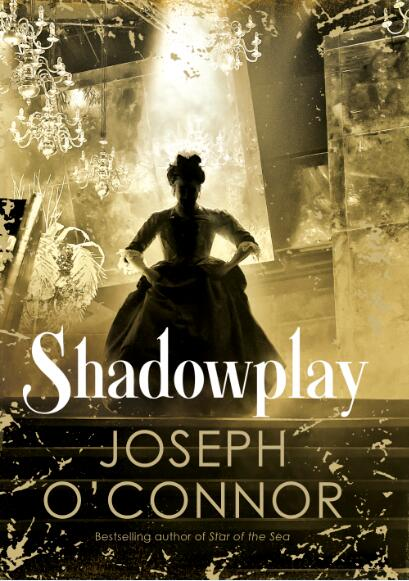 Shadowplay
JOSEPH
O'CONNOR
Bestselling author of Star of the Sea